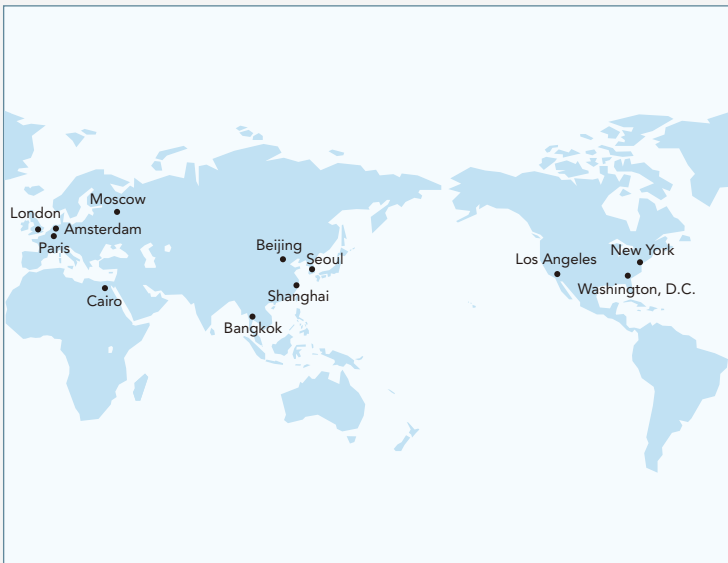 Moscow
London
Amsterdam
Paris
Cairo
Beijing
Seoul
Shanghai
Bangkok
Los Angeles
New York
Washington, D.C.